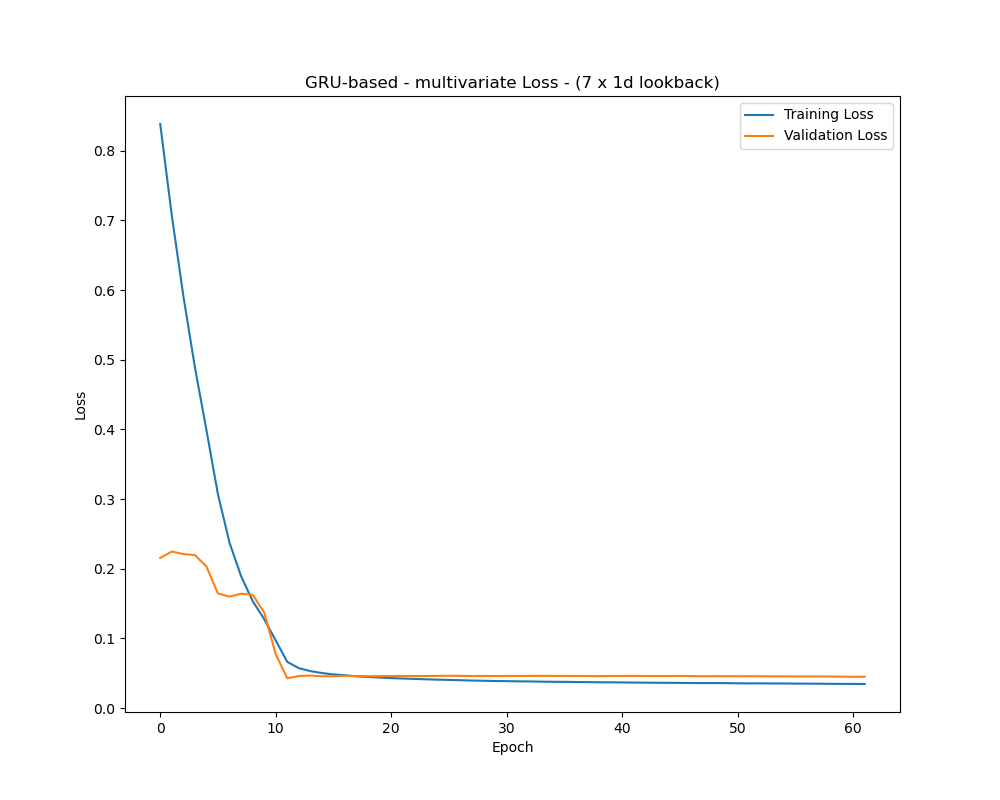 GRU-based - multivariate Loss - (7 x 1d lookback)
Training Loss
Validation Loss
Loss
0.8
0.7
0.6
0.5
0.4
0.3
0.2
0.1
0.0
0 10 20 30 40 50 60
Epoch